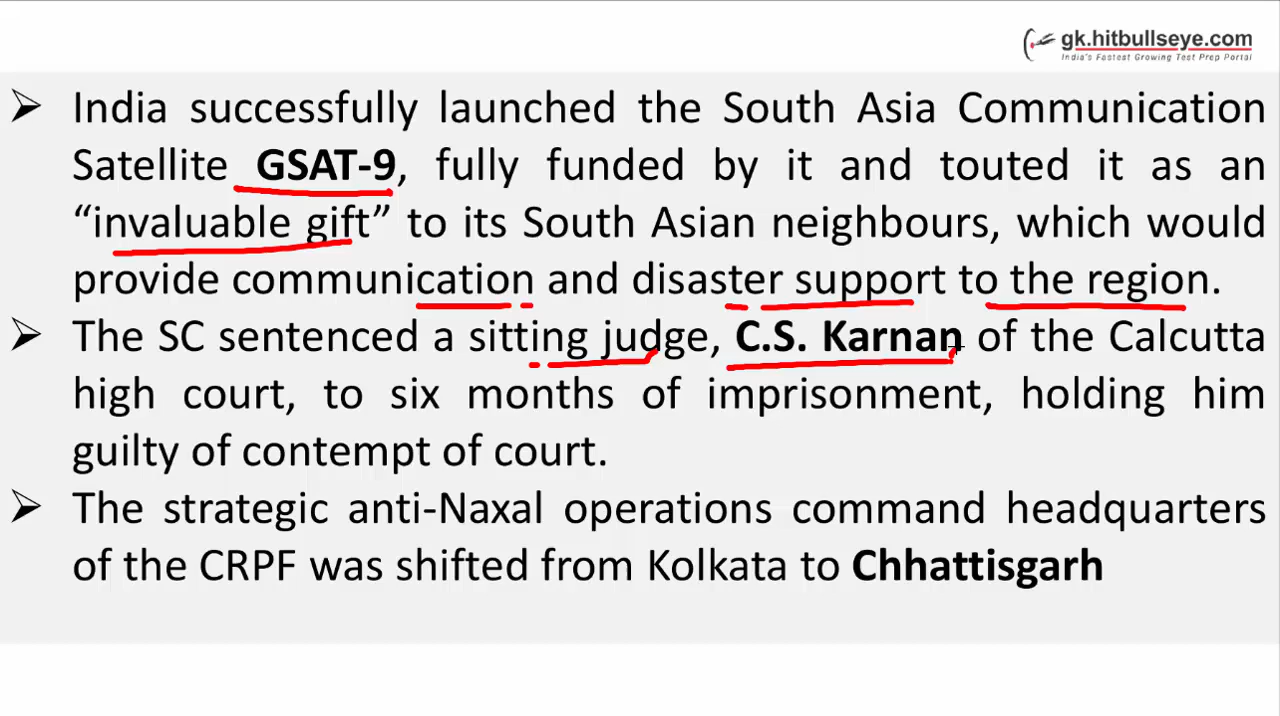 gk.hitbullseye.com
India's Fastest Growing Test Prep Portal
➢ India successfully launched the South Asia Communication
Satellite GSAT-9, fully funded by it and touted it as an
“invaluable gift” to its South Asian neighbours, which would
provide communication and disaster support to the region.
➢ The SC sentenced a sitting judge, C.S. Karnan of the Calcutta
high court, to six months of imprisonment, holding him
guilty of contempt of court.
➢ The strategic anti-Naxal operations command headquarters
of the CRPF was shifted from Kolkata to Chhattisgarh